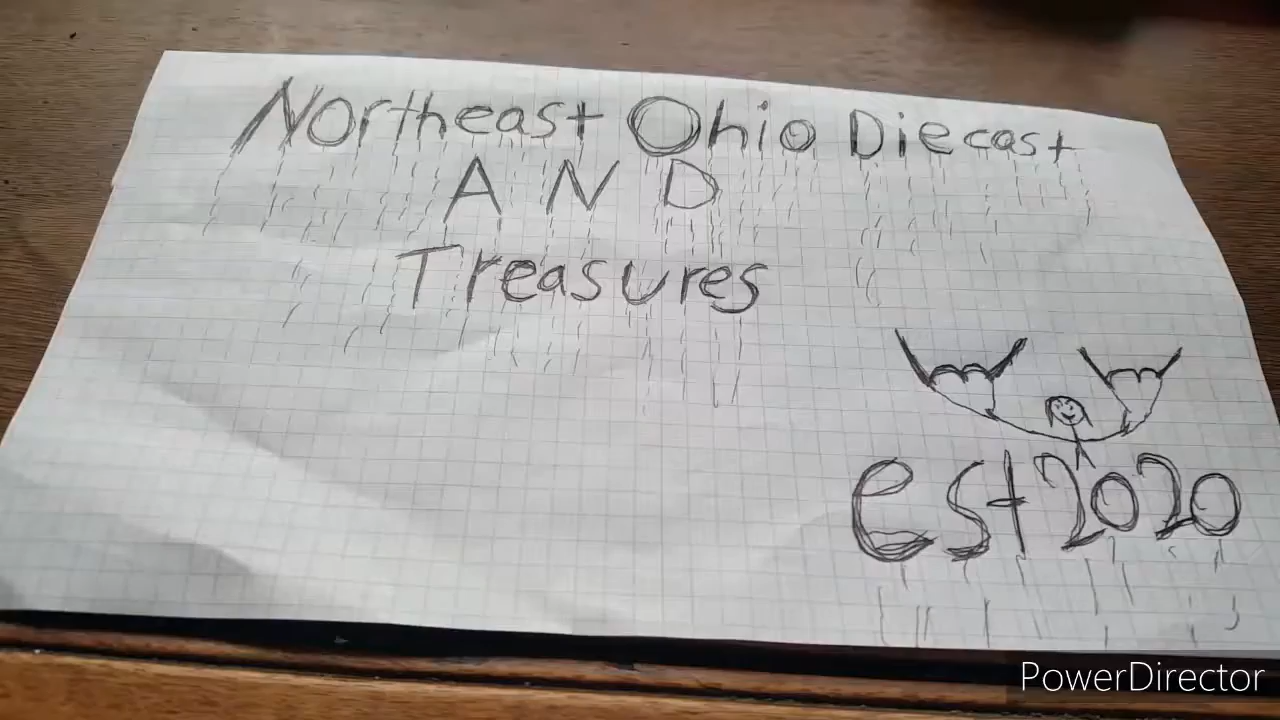 Northeast Ohio Diecast
AND
Treasures
est 2020
PowerDirector